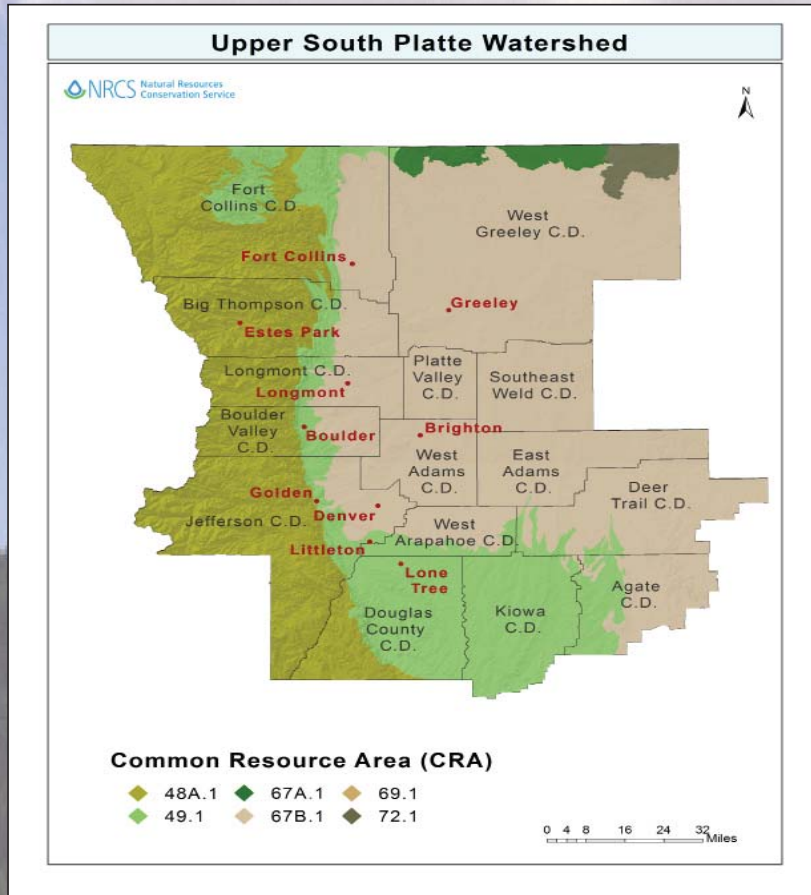 Upper South Platte Watershed
NRCS Natural Resources
Conservation Service
N
Fort
Collins C.D
West
Greeley C.D.
Fort Collins
Big Thompson C.D.
Greeley
Estes Park
Longmont C.D.
Platte
Valley
C.D.
Southeast
Weld C.D.
Longmont
Boulder
Valley
C.D.
Boulder
Brighton
West
Adams
C.D.
East
Adams
C.D.
Deer
Trail C.D.
Golden
Denver
Jefferson C.D.
West
Arapahoe C.D.
Littleton
Lone
Tree
Douglas
County
C.D.
Kiowa
C.D.
Agate
C.D.
Common Resource Area (CRA)
48A.1 67A.1 69.1
49.1 67B.1 72.1
0 4 8 16 24 32 Miles